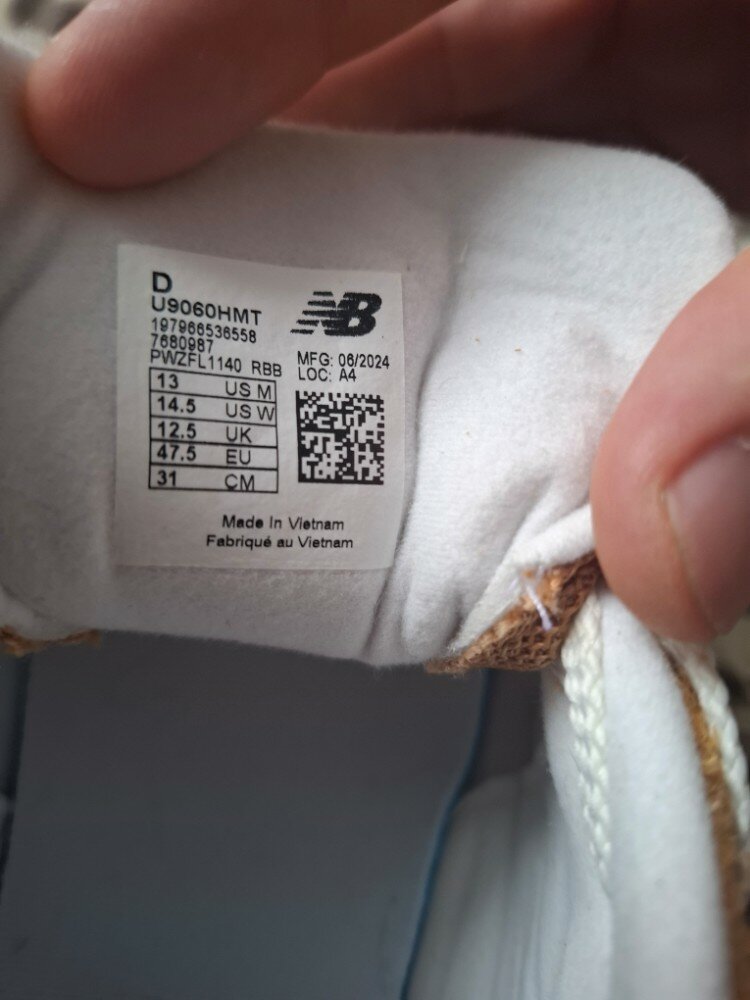 D
U9060HMT
197966536558
7680987
PWZFL1140 RBB
NB
MFG: 06/2024
LOC: A4
13 US M
14.5 US W
12.5 UK
47.5 EU
31 CM
Made In Vietnam
Fabriqué au Vietnam